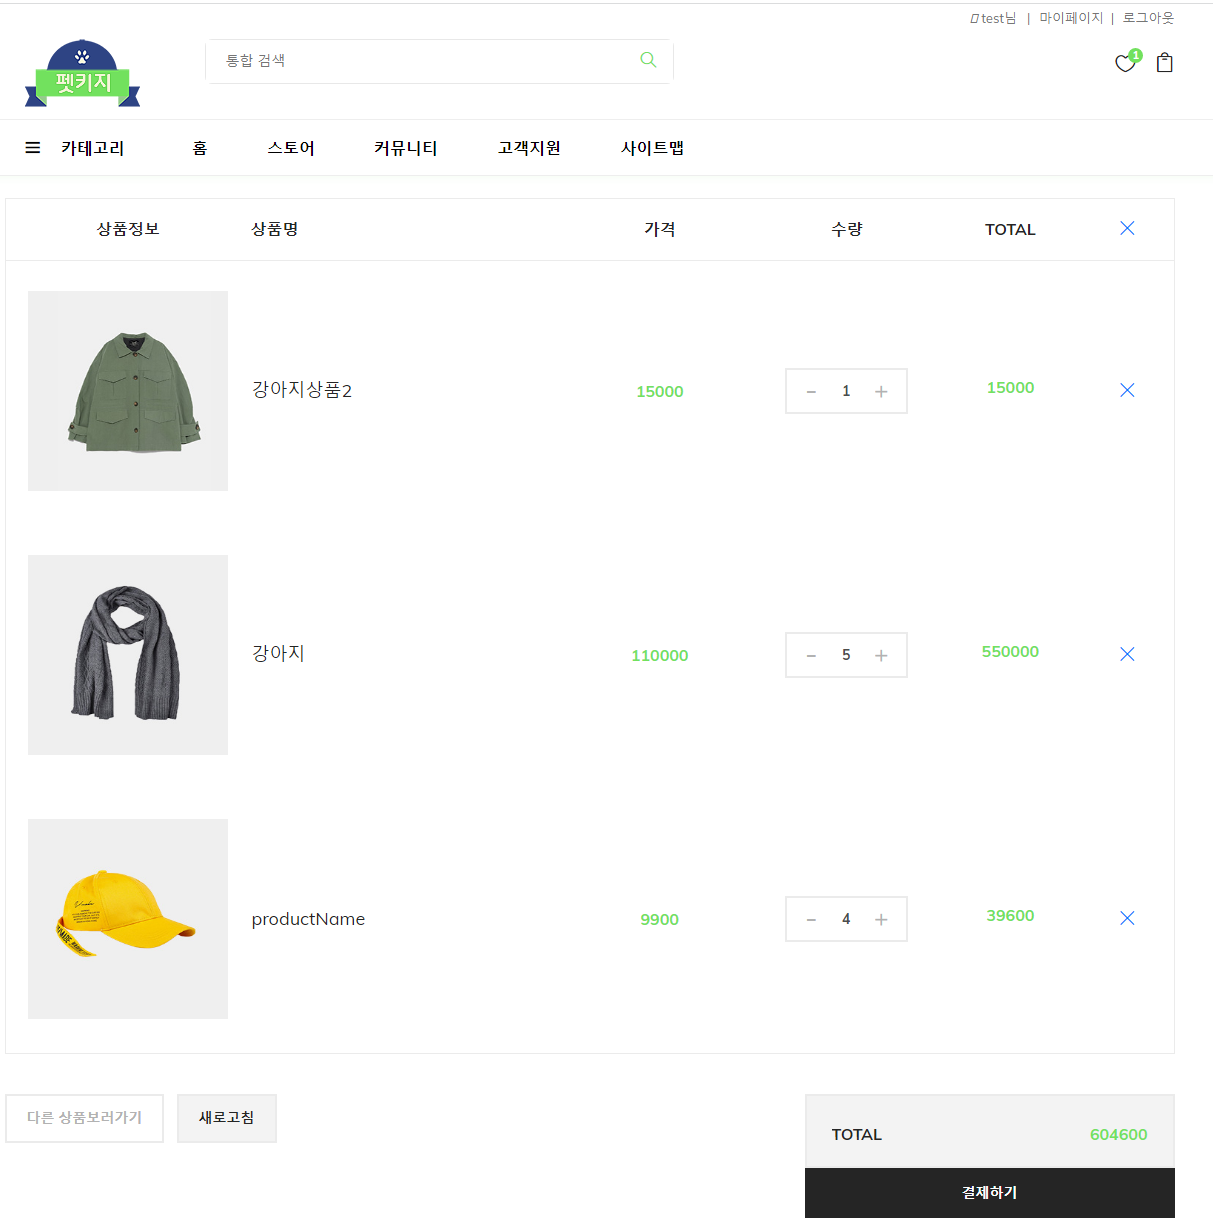 test님 | 마이페이지 | 로그아웃
펫키지
통합 검색
1
카테고리 홈 스토어 커뮤니티 고객지원 사이트맵
상품정보 상품명 가격 수량 TOTAL
강아지상품2 15000 - 1 + 15000
강아지 110000 - 5 + 550000
productName 9900 - 4 + 39600
다른 상품보러가기 새로고침
TOTAL 604600
결제하기